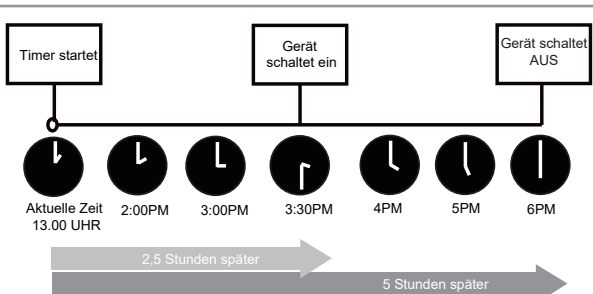 Timer startet
Gerät
schaltet ein
Gerät schaltet
AUS
Aktuelle Zeit
13.00 UHR
2:00PM
3:00PM
3:30PM
4PM
5PM
6PM
2,5 Stunden später
5 Stunden später